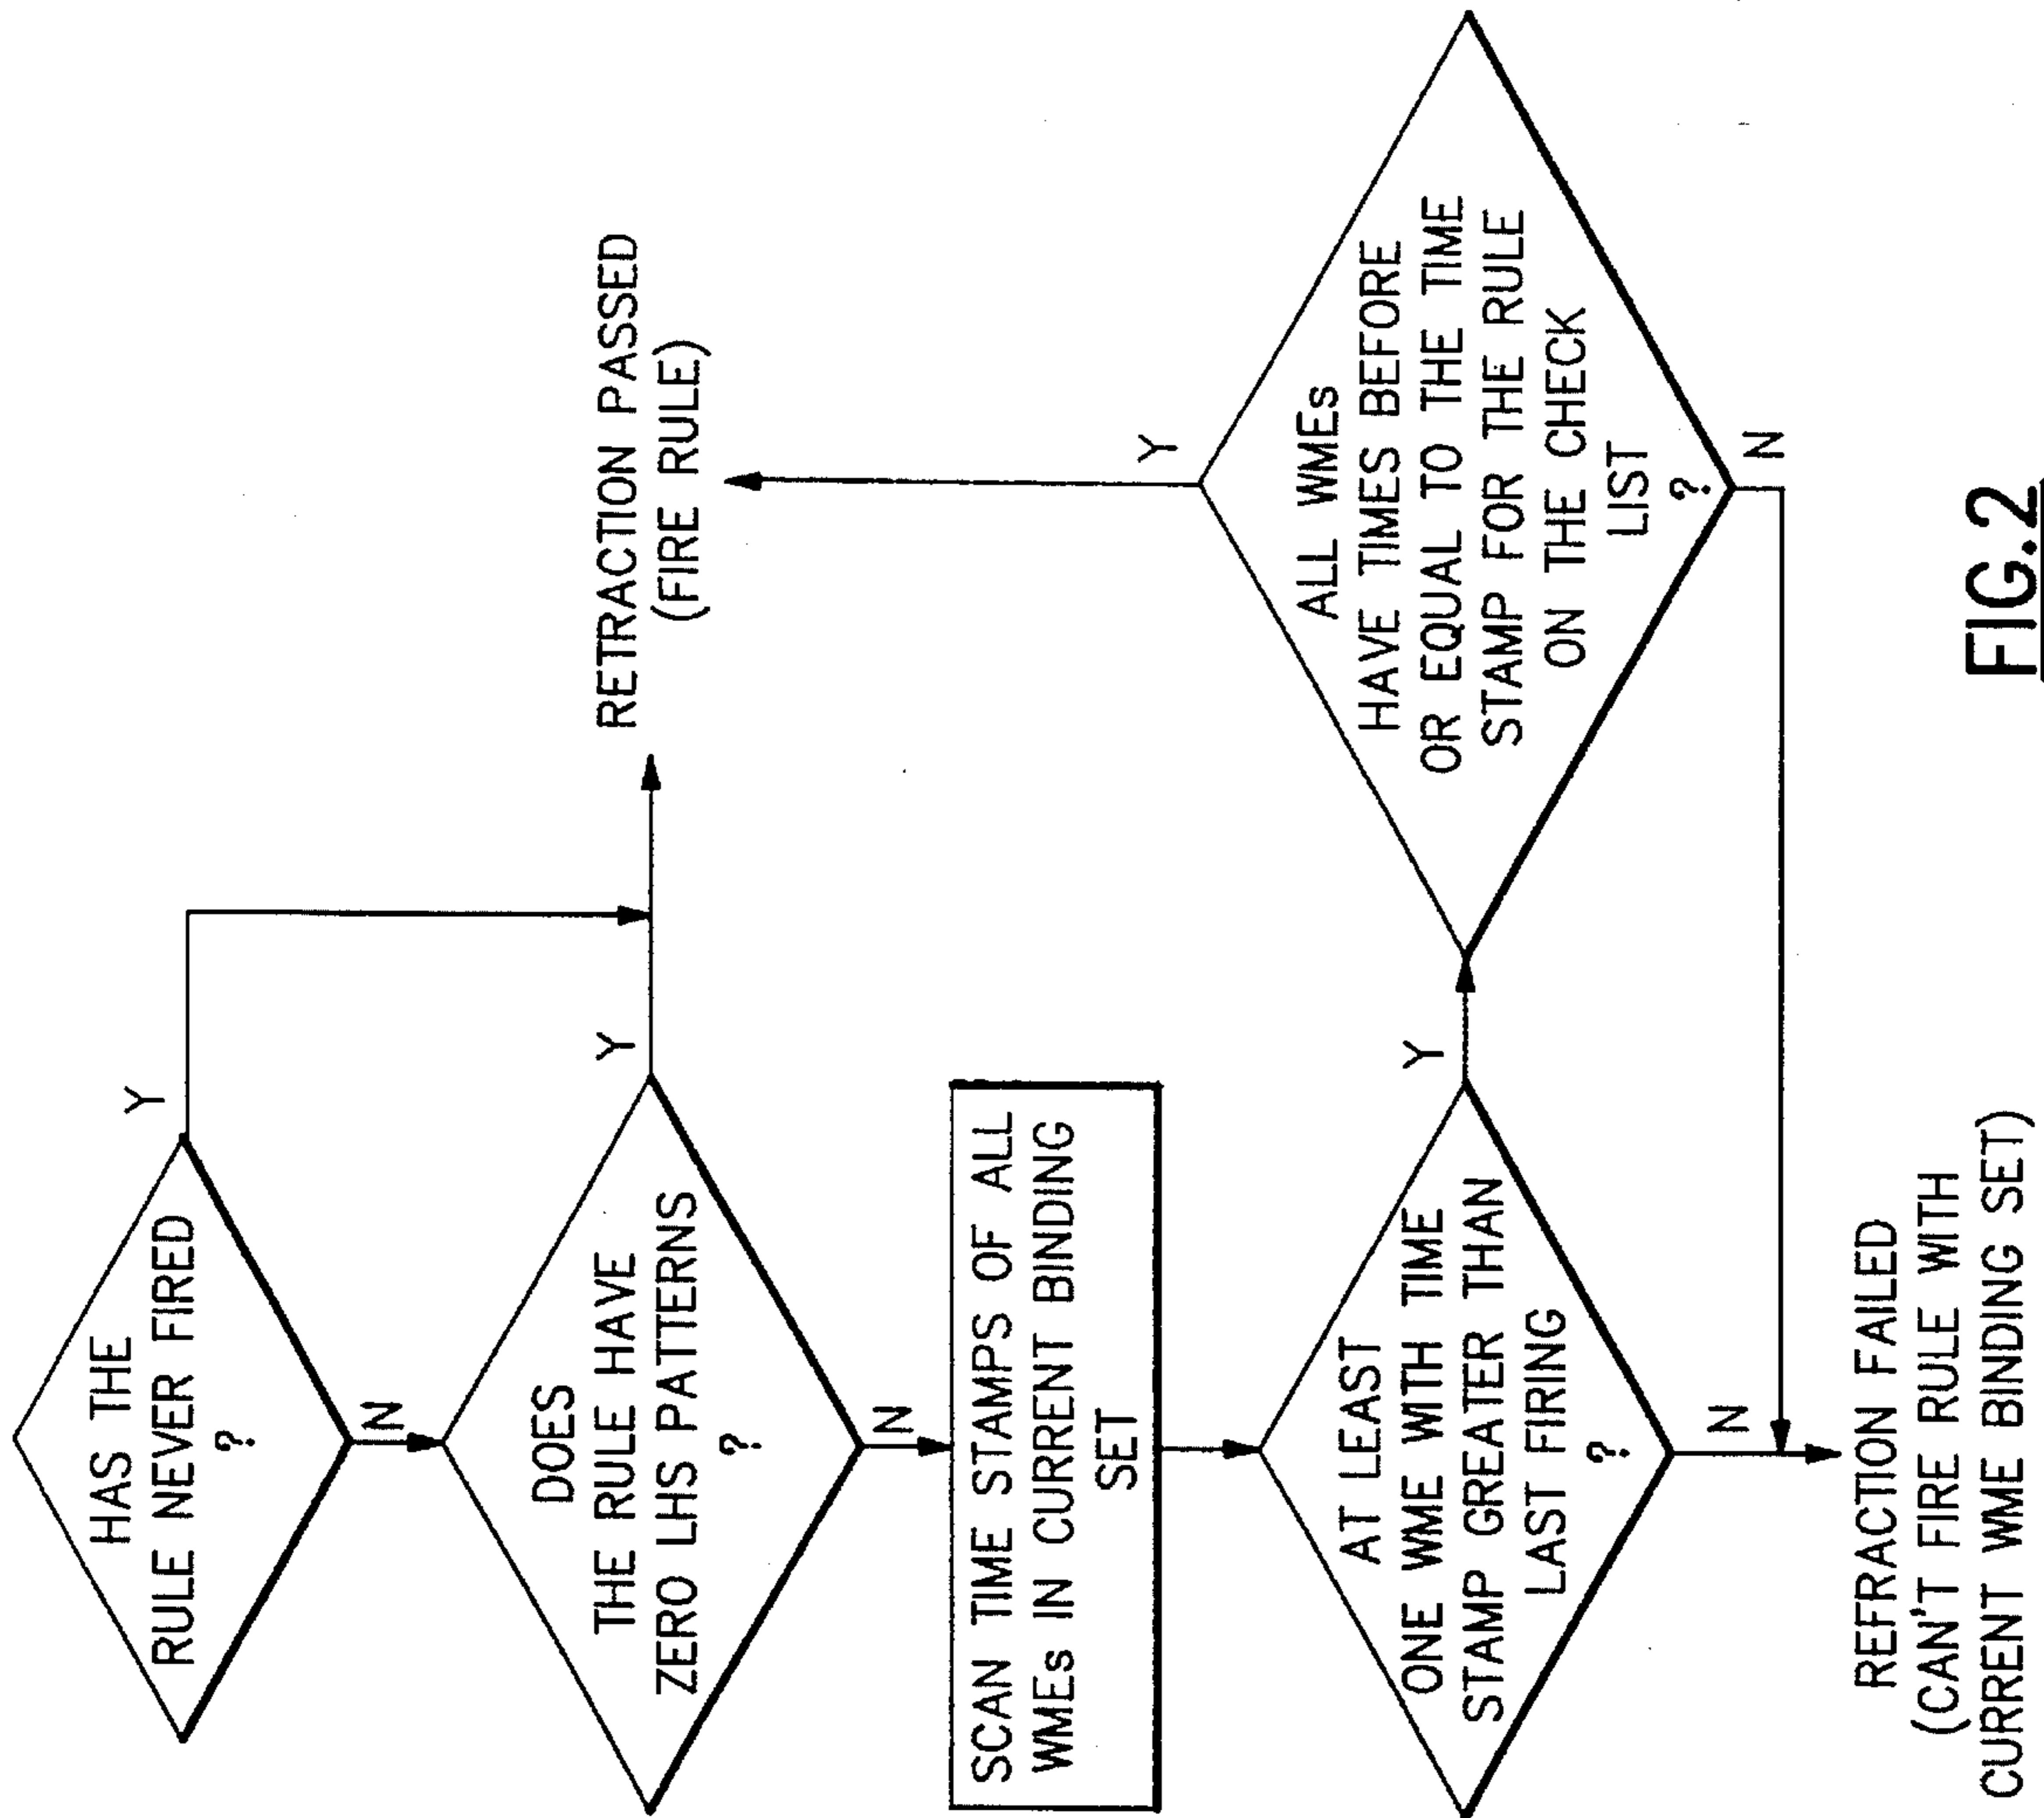 HAS THE
RULE NEVER FIRED
?
Y
N
DOES
THE RULE HAVE
ZERO LHS PATTERNS
?
Y
RETRACTION PASSED
(FIRE RULE)
N
SCAN TIME STAMPS OF ALL
WMEs IN CURRENT BINDING
SET
AT LEAST
ONE WME WITH TIME
STAMP GREATER THAN
LAST FIRING
?
Y
N
ALL WMEs
HAVE TIMES BEFORE
OR EQUAL TO THE TIME
STAMP FOR THE RULE
ON THE CHECK
LIST
?
Y
N
REFRACTION FAILED
(CAN'T FIRE RULE WITH
CURRENT WME BINDING SET)
FIG.2